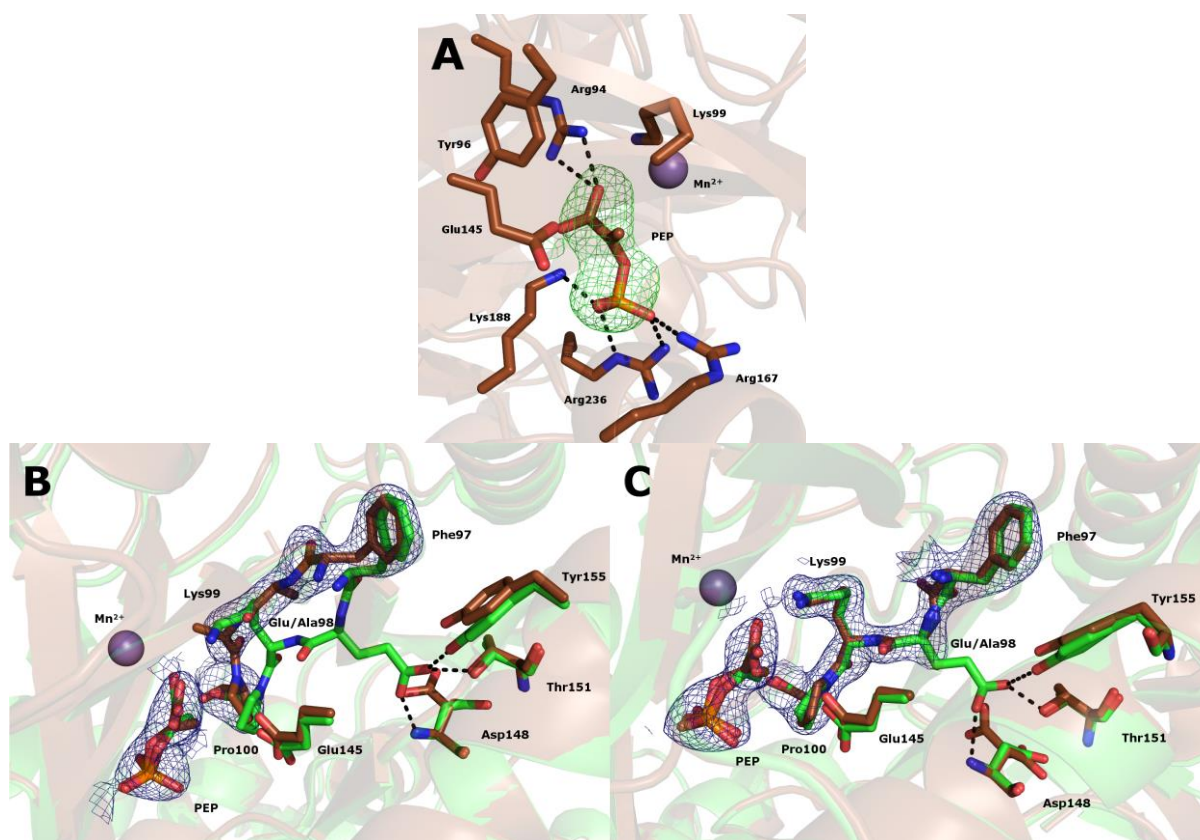 A
Arg94
Lys99
Tyr96
Mn²⁺
Glu145
PEP
Lys188
Arg236
Arg167
B
Phe97
Tyr155
Lys99
Glu/Ala98
Mn²⁺
Thr151
Asp148
Pro100
Glu145
PEP
C
Phe97
Mn²⁺
Lys99
Tyr155
Glu/Ala98
Glu145
Pro100
Thr151
PEP
Asp148